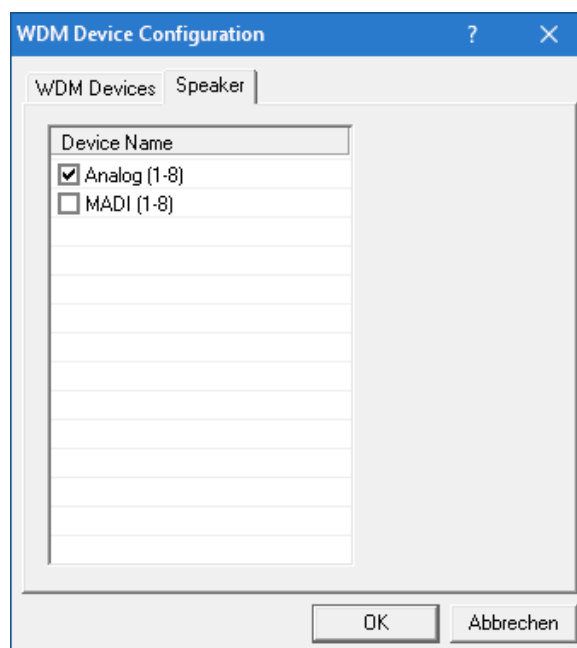 WDM Device Configuration ?
WDM Devices Speaker
Device Name
Analog (1-8)
MADI (1-8)
OK Abbrechen